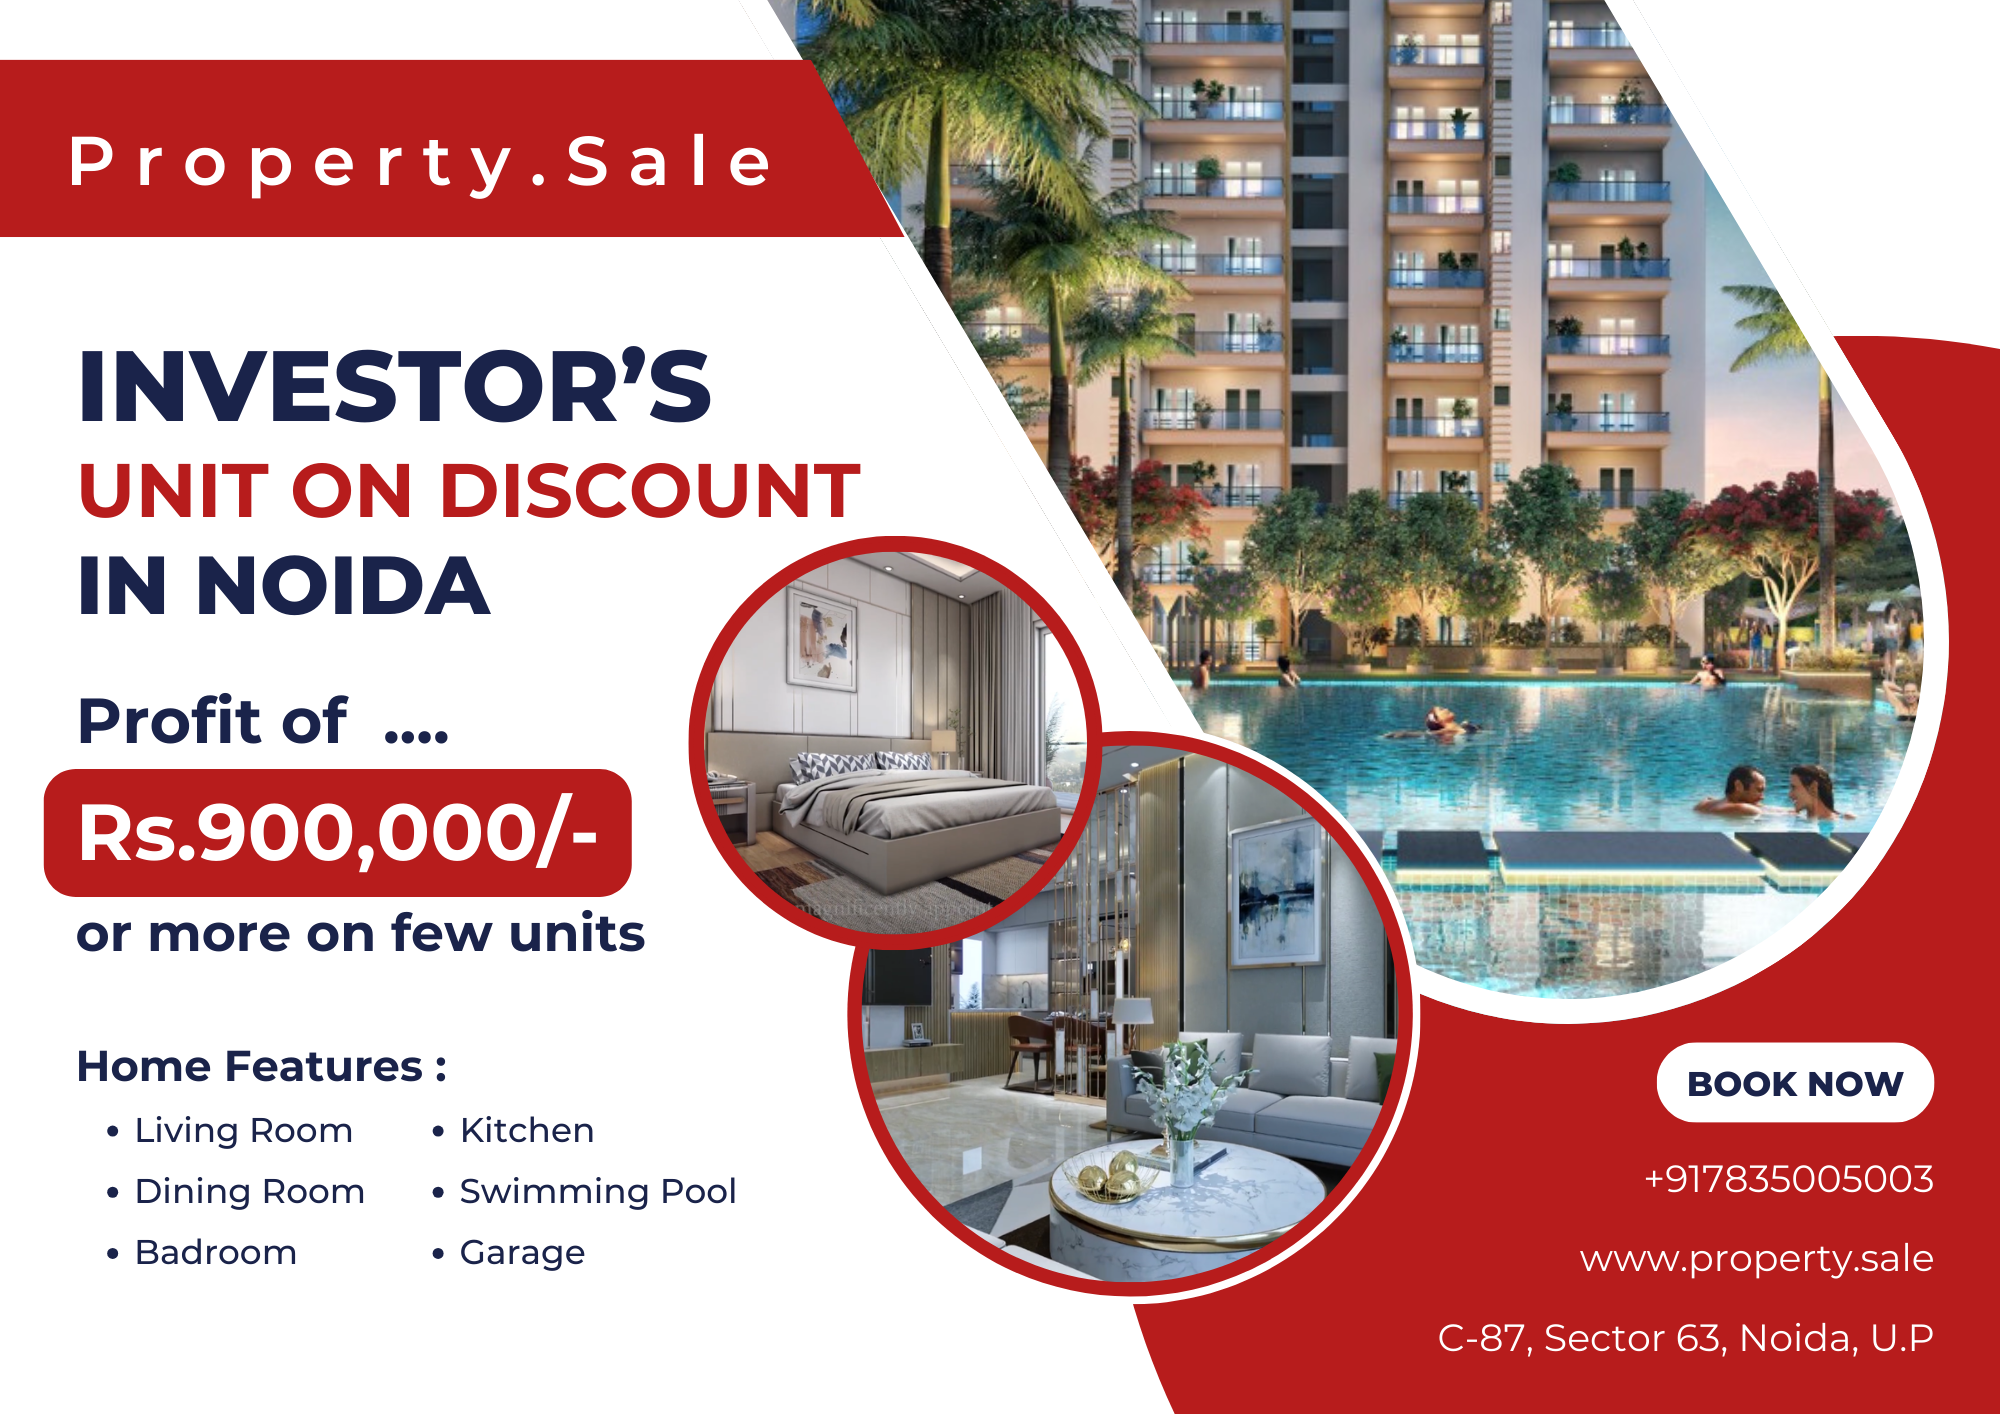 Property.Sale
INVESTOR’S
UNIT ON DISCOUNT
IN NOIDA
Profit of ....
Rs.900,000/-
or more on few units
magnificently
Home Features :
• Living Room
• Dining Room
• Badroom
• Kitchen
• Swimming Pool
• Garage
BOOK NOW
+917835005003
www.property.sale
C-87, Sector 63, Noida, U.P